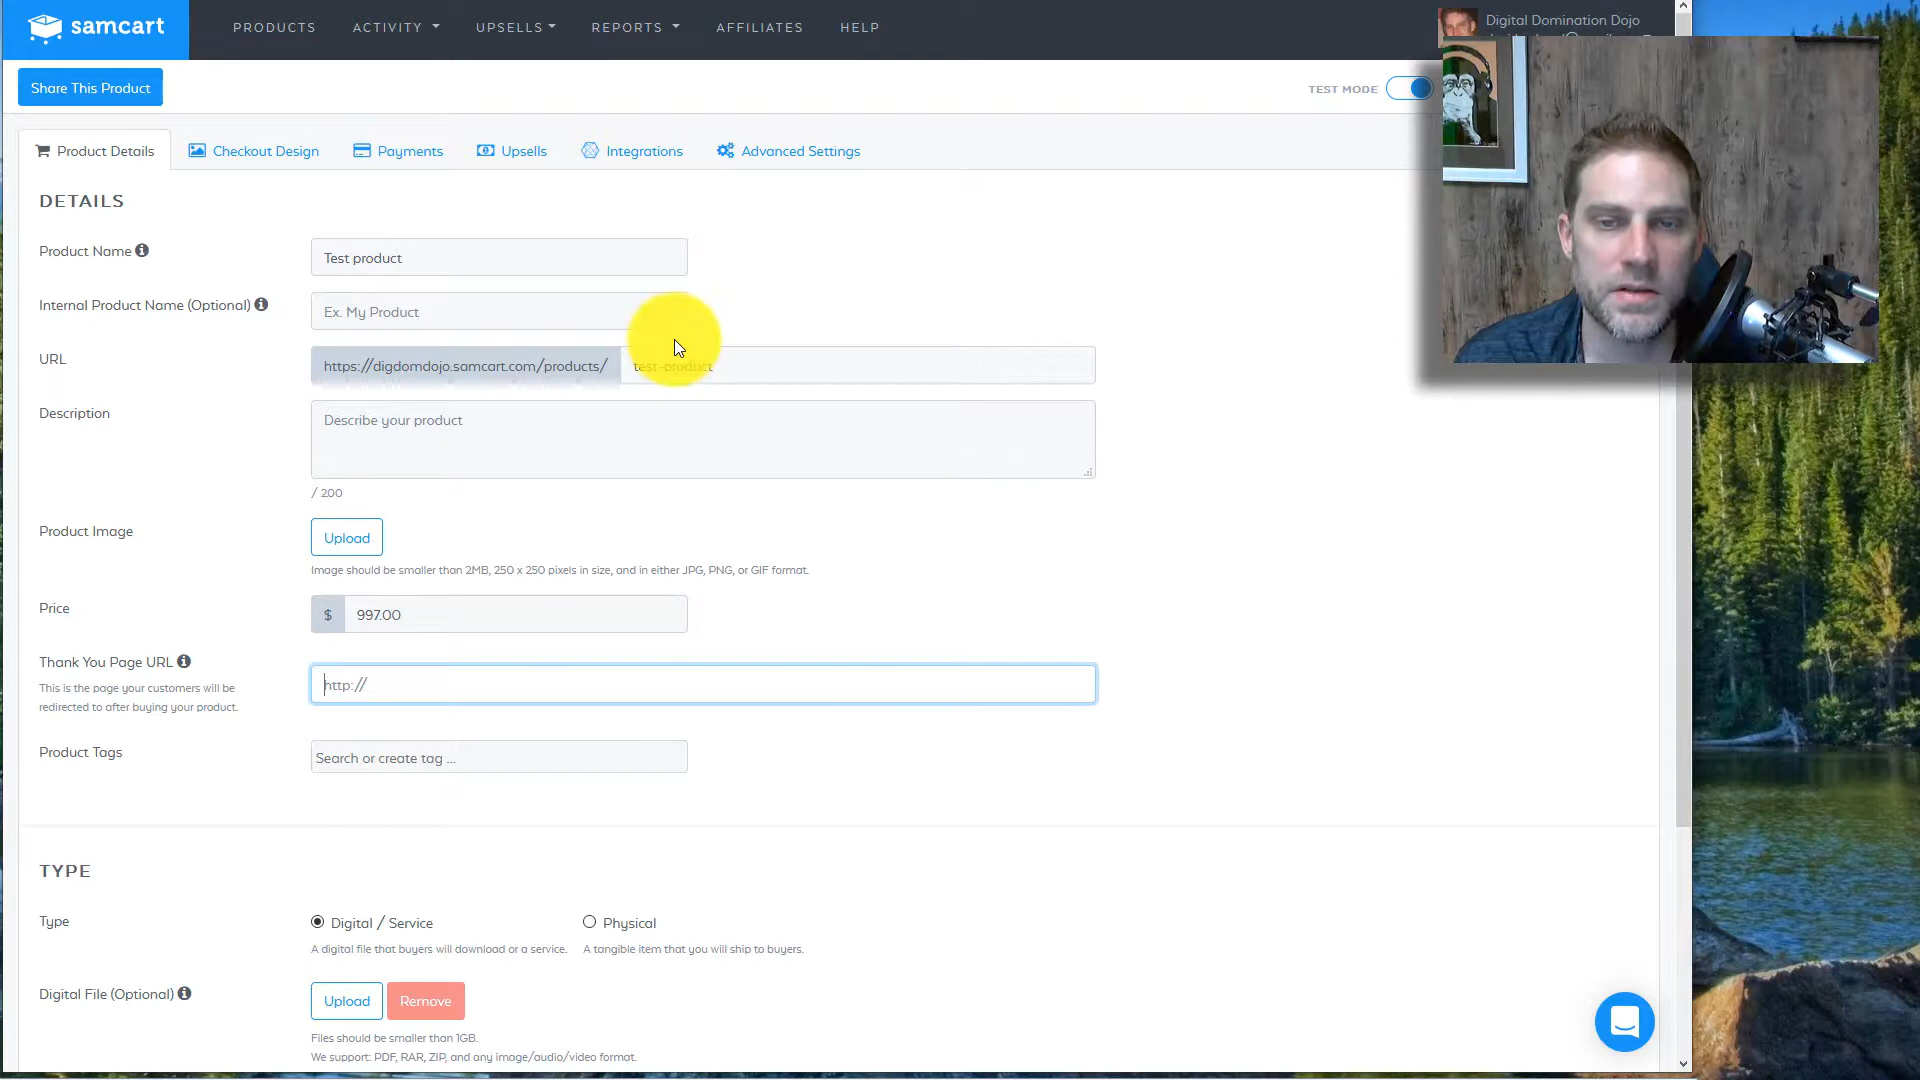 samcart
PRODUCTS
ACTIVITY
UPSELLS
REPORTS
AFFILIATES
HELP
Digital Domination Dojo
Share This Product
TEST MODE
Product Details
Checkout Design
Payments
Upsells
Integrations
Advanced Settings
DETAILS
Product Name
Test product
Internal Product Name (Optional)
Ex. My Product
URL
https://digdomdojo.samcart.com/products/
test-product
Description
Describe your product
/ 200
Product Image
Upload
Image should be smaller than 2MB, 250 x 250 pixels in size, and in either JPG, PNG, or GIF format.
Price
$ 997.00
Thank You Page URL
This is the page your customers will be
redirected to after buying your product.
http://
Product Tags
Search or create tag ...
TYPE
Type
Digital / Service
Physical
A digital file that buyers will download or a service.
A tangible item that you will ship to buyers.
Digital File (Optional)
Upload
Remove
Files should be smaller than 1GB.
We support: PDF, RAR, ZIP, and any image/audio/video format.